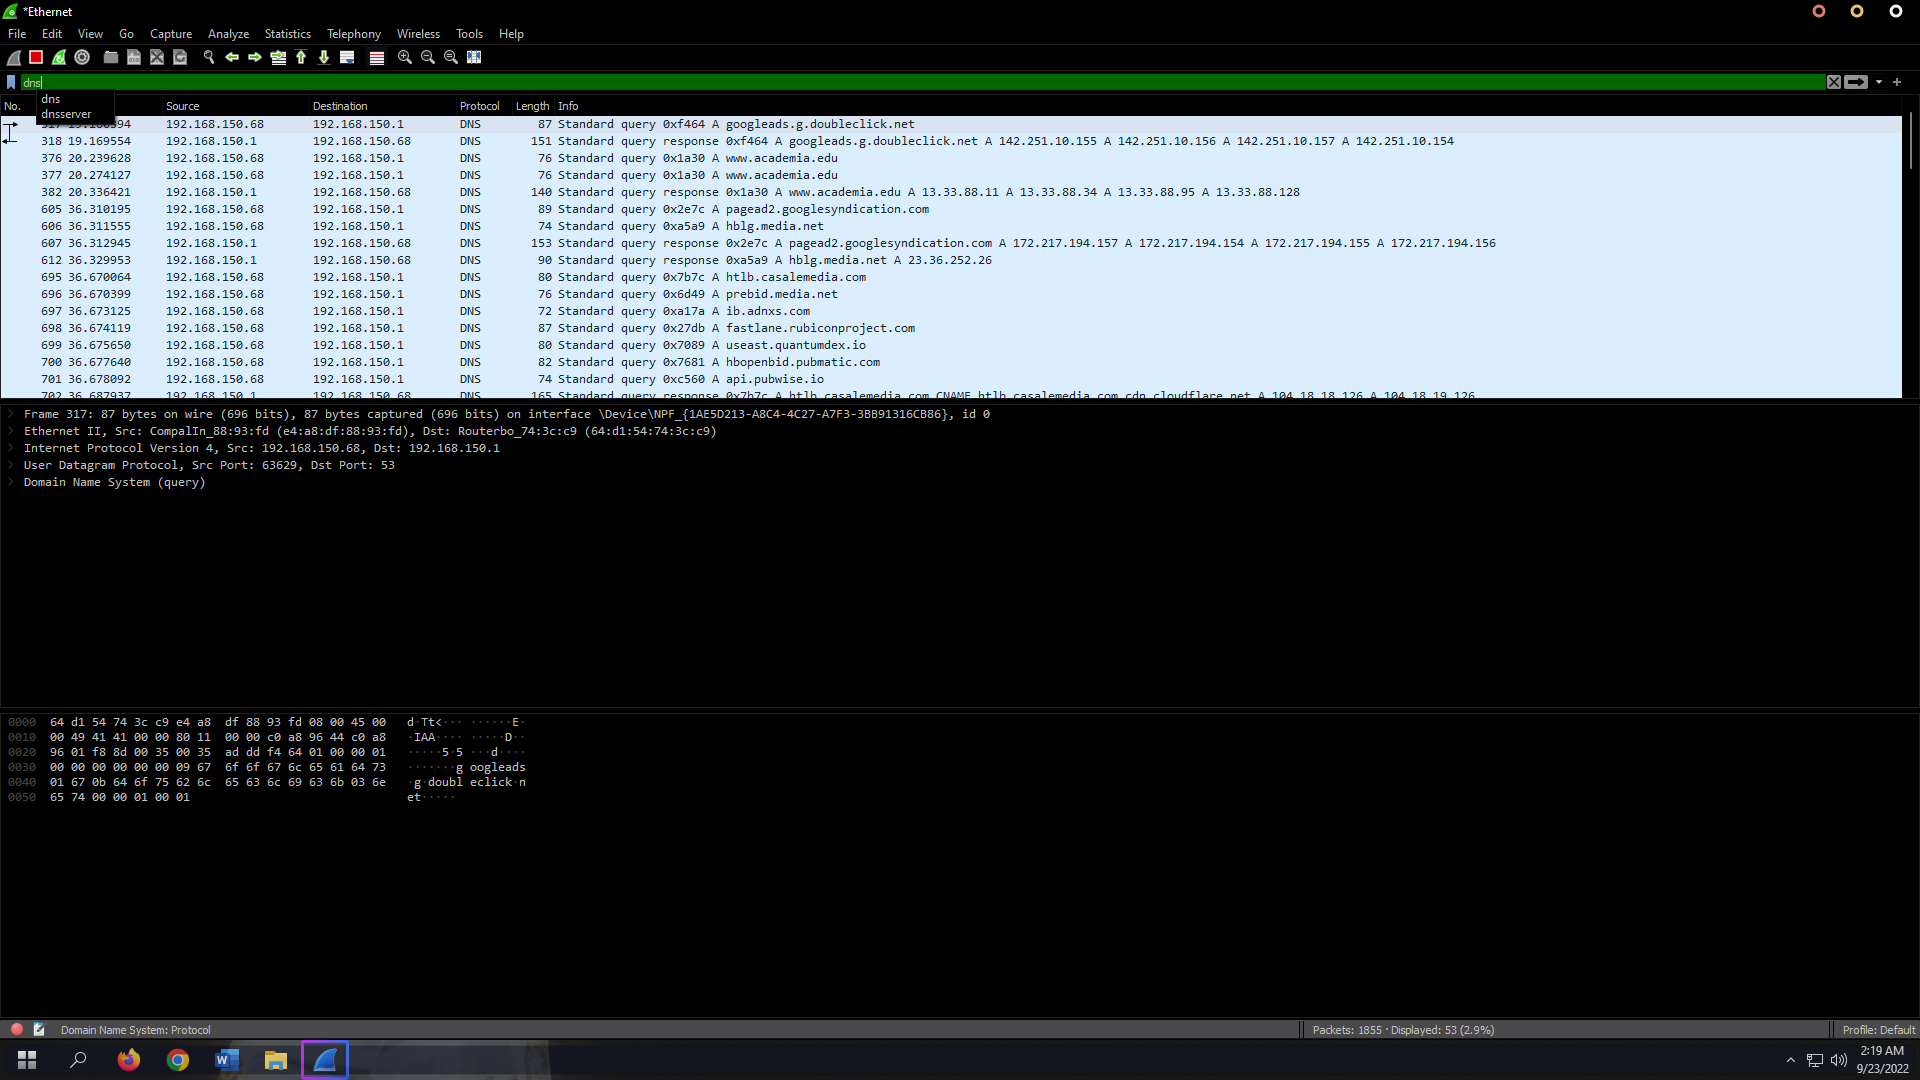 *Ethernet
File Edit View Go Capture Analyze Statistics Telephony Wireless Tools Help
dns
dns
dnsserver
No. Source Destination Protocol Length Info
192.168.150.68 192.168.150.1 DNS 87 Standard query 0xf464 A googleads.g.doubleclick.net
318 19.169554 192.168.150.1 192.168.150.68 DNS 151 Standard query response 0xf464 A googleads.g.doubleclick.net A 142.251.10.155 A 142.251.10.156 A 142.251.10.157 A 142.251.10.154
376 20.239628 192.168.150.68 192.168.150.1 DNS 76 Standard query 0x1a30 A www.academia.edu
377 20.274127 192.168.150.68 192.168.150.1 DNS 76 Standard query 0x1a30 A www.academia.edu
382 20.336421 192.168.150.1 192.168.150.68 DNS 140 Standard query response 0x1a30 A www.academia.edu A 13.33.88.11 A 13.33.88.34 A 13.33.88.95 A 13.33.88.128
605 36.310195 192.168.150.68 192.168.150.1 DNS 89 Standard query 0x2e7c A pagead2.googlesyndication.com
606 36.311555 192.168.150.68 192.168.150.1 DNS 74 Standard query 0xa5a9 A hblg.media.net
607 36.312945 192.168.150.1 192.168.150.68 DNS 153 Standard query response 0x2e7c A pagead2.googlesyndication.com A 172.217.194.157 A 172.217.194.154 A 172.217.194.155 A 172.217.194.156
612 36.329953 192.168.150.1 192.168.150.68 DNS 90 Standard query response 0xa5a9 A hblg.media.net A 23.36.252.26
695 36.670064 192.168.150.68 192.168.150.1 DNS 80 Standard query 0x7b7c A htlb.casalemedia.com
696 36.670399 192.168.150.68 192.168.150.1 DNS 76 Standard query 0x6d49 A prebid.media.net
697 36.673125 192.168.150.68 192.168.150.1 DNS 72 Standard query 0xa17a A ib.adnxs.com
698 36.674119 192.168.150.68 192.168.150.1 DNS 87 Standard query 0x27db A fastlane.rubiconproject.com
699 36.675650 192.168.150.68 192.168.150.1 DNS 80 Standard query 0x7089 A useast.quantumdex.io
700 36.677640 192.168.150.68 192.168.150.1 DNS 82 Standard query 0x7681 A hbopenbid.pubmatic.com
701 36.678092 192.168.150.68 192.168.150.1 DNS 74 Standard query 0xc560 A api.pubwise.io
702 36.687937 192.168.150.1 192.168.150.68 DNS 165 Standard query response 0x7b7c A htlb.casalemedia.com CNAME htlb.casalemedia.com.cdn.cloudflare.net A 104.18.18.126 A 104.18.19.126
Frame 317: 87 bytes on wire (696 bits), 87 bytes captured (696 bits) on interface \Device\NPF_{1AE5D213-A8C4-4C27-A7F3-3BB91316CB86}, id 0
Ethernet II, Src: CompalIn_88:93:fd (e4:a8:df:88:93:fd), Dst: Routerbo_74:3c:c9 (64:d1:54:74:3c:c9)
Internet Protocol Version 4, Src: 192.168.150.68, Dst: 192.168.150.1
User Datagram Protocol, Src Port: 63629, Dst Port: 53
Domain Name System (query)
0000 64 d1 54 74 3c c9 e4 a8 df 88 93 fd 08 00 45 00 d·Tt<··· ······E·
0010 00 49 41 41 00 00 80 11 00 00 c0 a8 96 44 c0 a8 ·IAA···· ·····D··
0020 96 01 f8 8d 00 35 00 35 ad dd f4 64 01 00 00 01 ·····5·5 ···d····
0030 00 00 00 00 00 00 09 67 6f 6f 67 6c 65 61 64 73 ·······g oogleads
0040 01 67 0b 64 6f 75 62 6c 65 63 6c 69 63 6b 03 6e ·g·doubl eclick·n
0050 65 74 00 00 01 00 01 et·····
Domain Name System: Protocol Packets: 1855 · Displayed: 53 (2.9%) Profile: Default
2:19 AM
9/23/2022